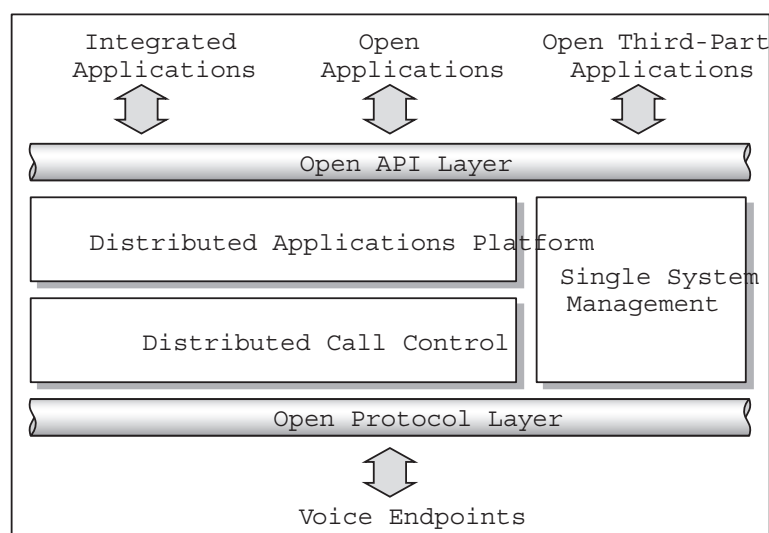 Integrated
Applications
Open
Applications
Open Third-Part
Applications
Open API Layer
Distributed Applications Platform
Single System
Management
Distributed Call Control
Open Protocol Layer
Voice Endpoints